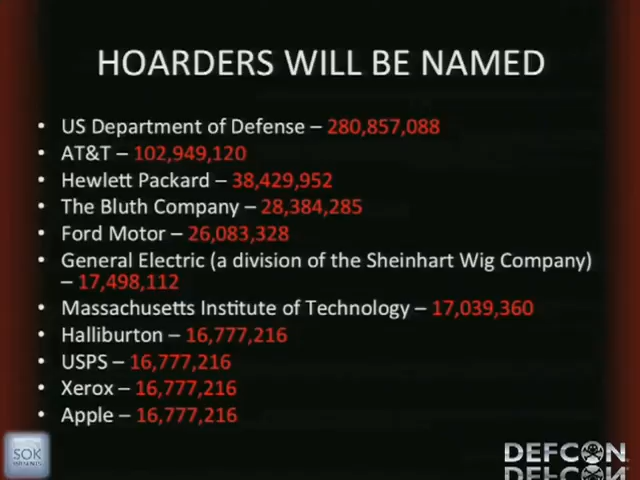 HOARDERS WILL BE NAMED
• US Department of Defense – 280,857,088
• AT&T – 102,949,120
• Hewlett Packard – 38,429,952
• The Bluth Company – 28,384,285
• Ford Motor – 26,083,328
• General Electric (a division of the Sheinhart Wig Company)
– 17,498,112
• Massachusetts Institute of Technology – 17,039,360
• Halliburton – 16,777,216
• USPS – 16,777,216
• Xerox – 16,777,216
• Apple – 16,777,216
SOK
DEFCON